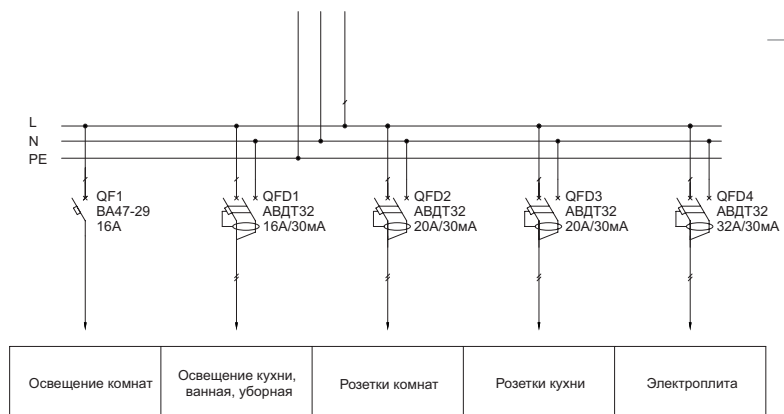 L
N
PE
QF1
ВА47-29
16А
QFD1
АВДТ32
16А/30мА
QFD2
АВДТ32
20А/30мА
QFD3
АВДТ32
20А/30мА
QFD4
АВДТ32
32А/30мА
Освещение комнат
Освещение кухни,
ванная, уборная
Розетки комнат
Розетки кухни
Электроплита